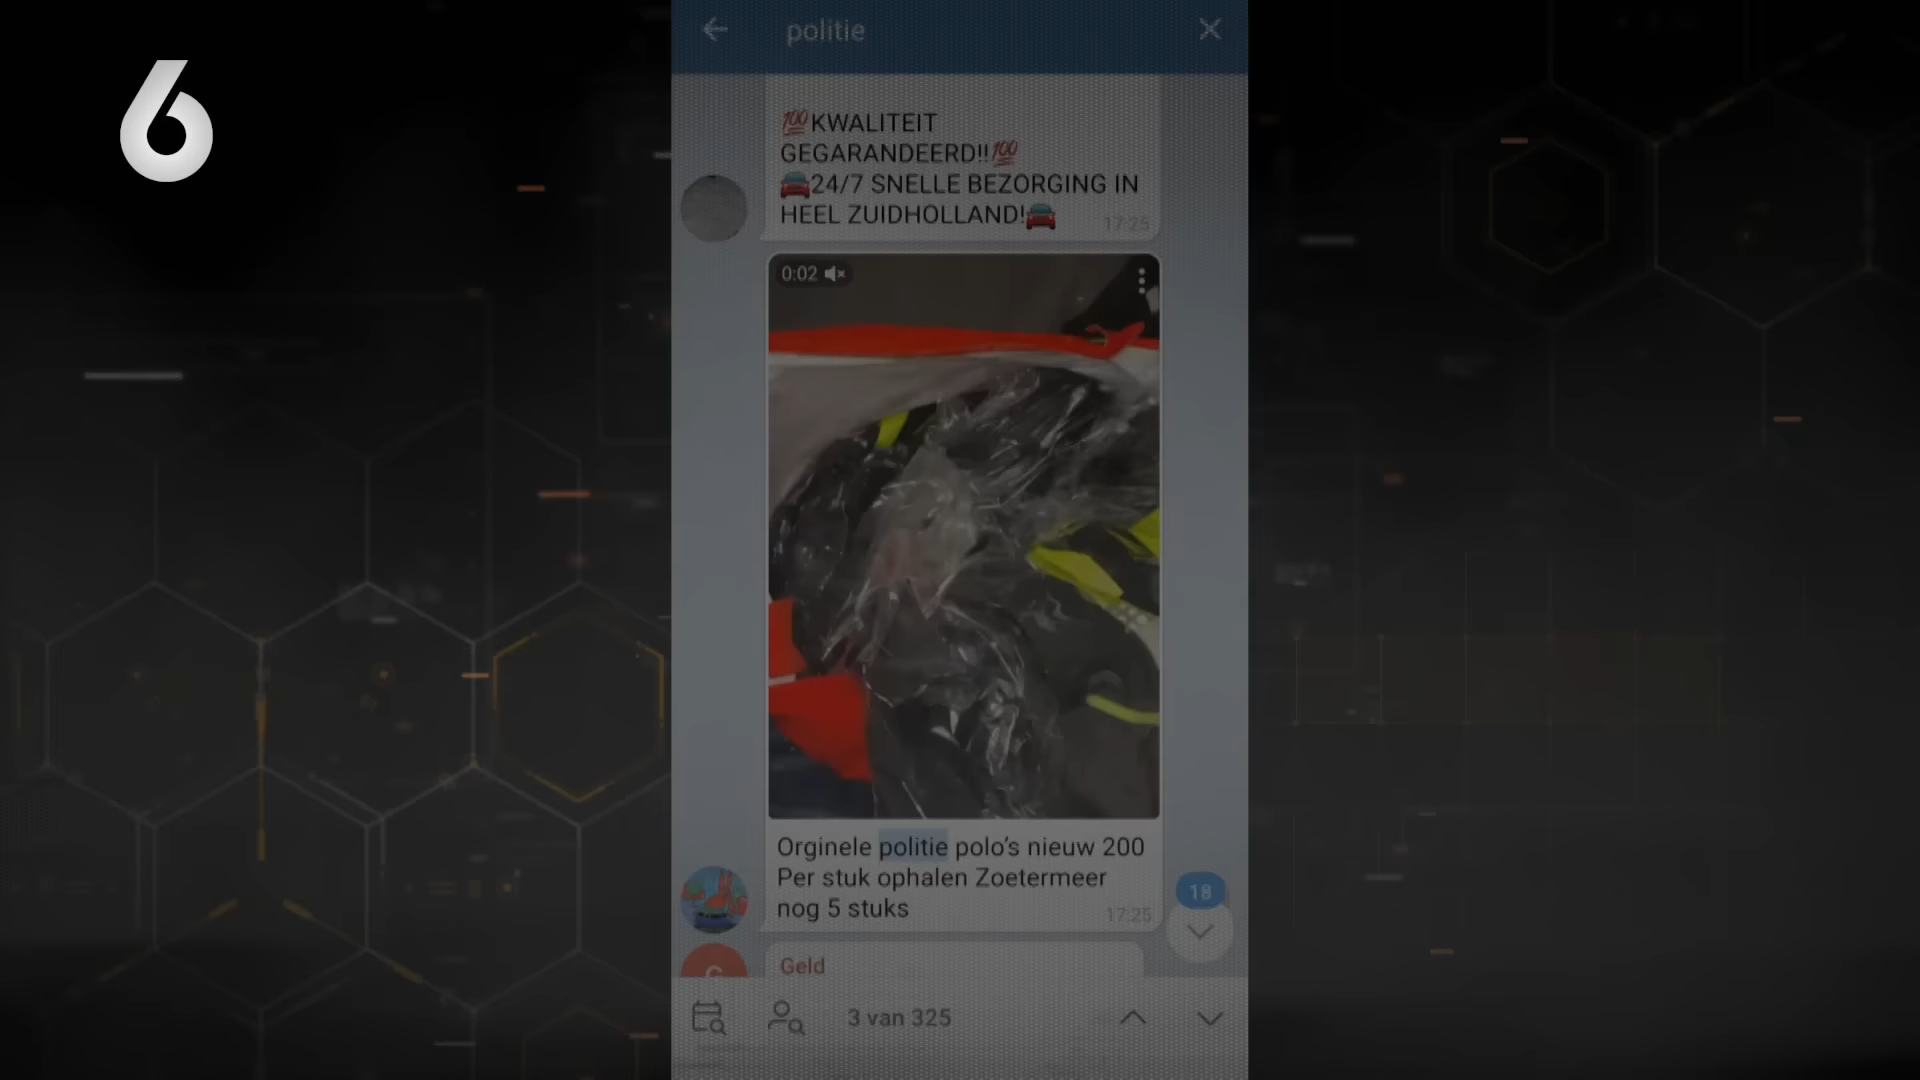 6
politie
💯KWALITEIT
GEGARANDEERD!!💯
🚘24/7 SNELLE BEZORGING IN
HEEL ZUIDHOLLAND!🚘
17:25
0:02
Orginele politie polo's nieuw 200
Per stuk ophalen Zoetermeer
nog 5 stuks
17:25
18
Geld
3 van 325